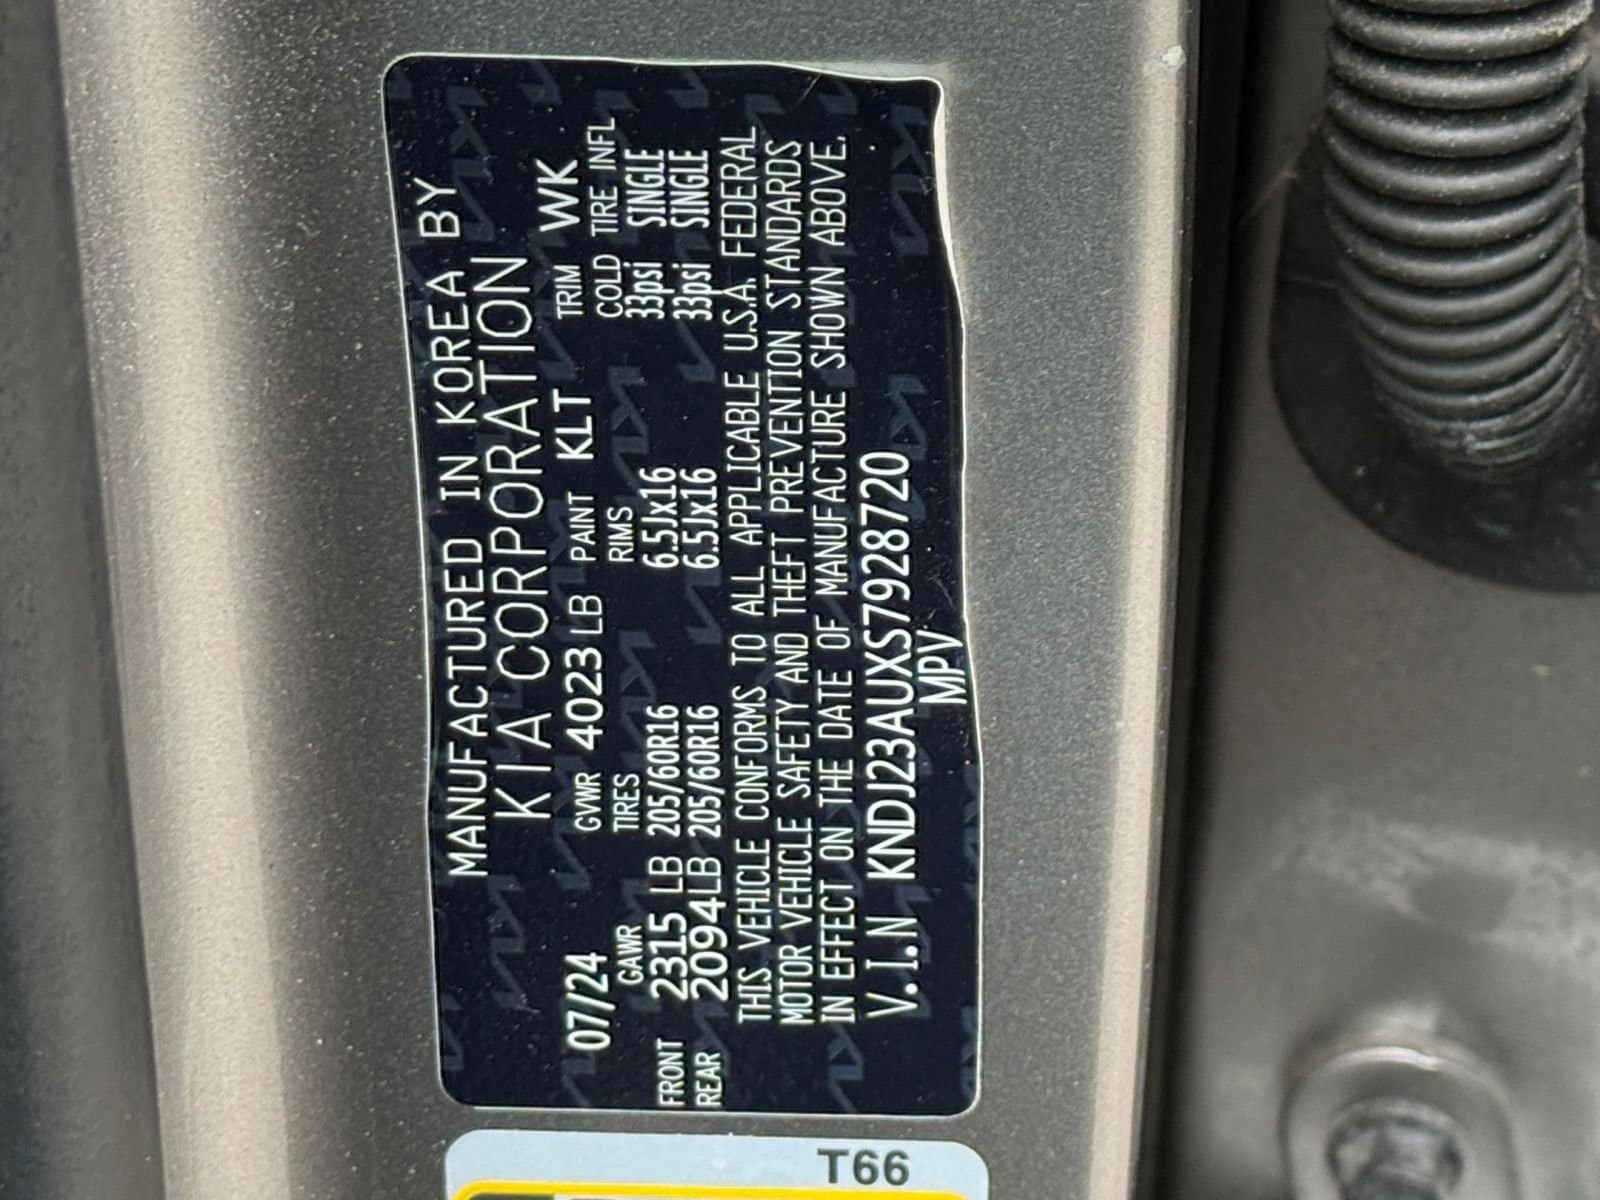 MANUFACTURED IN KOREA BY
KIA CORPORATION
07/24 GVWR 4023 LB PAINT KLT TRIM WK
GAWR TIRES RIMS COLD TIRE INFL
FRONT 2315 LB 205/60R16 6.5Jx16 33psi SINGLE
REAR 2094LB 205/60R16 6.5Jx16 33psi SINGLE
THIS VEHICLE CONFORMS TO ALL APPLICABLE U.S.A. FEDERAL
MOTOR VEHICLE SAFETY AND THEFT PREVENTION STANDARDS
IN EFFECT ON THE DATE OF MANUFACTURE SHOWN ABOVE.
V.I.N KNDJ23AUXS7928720
MPV
T66